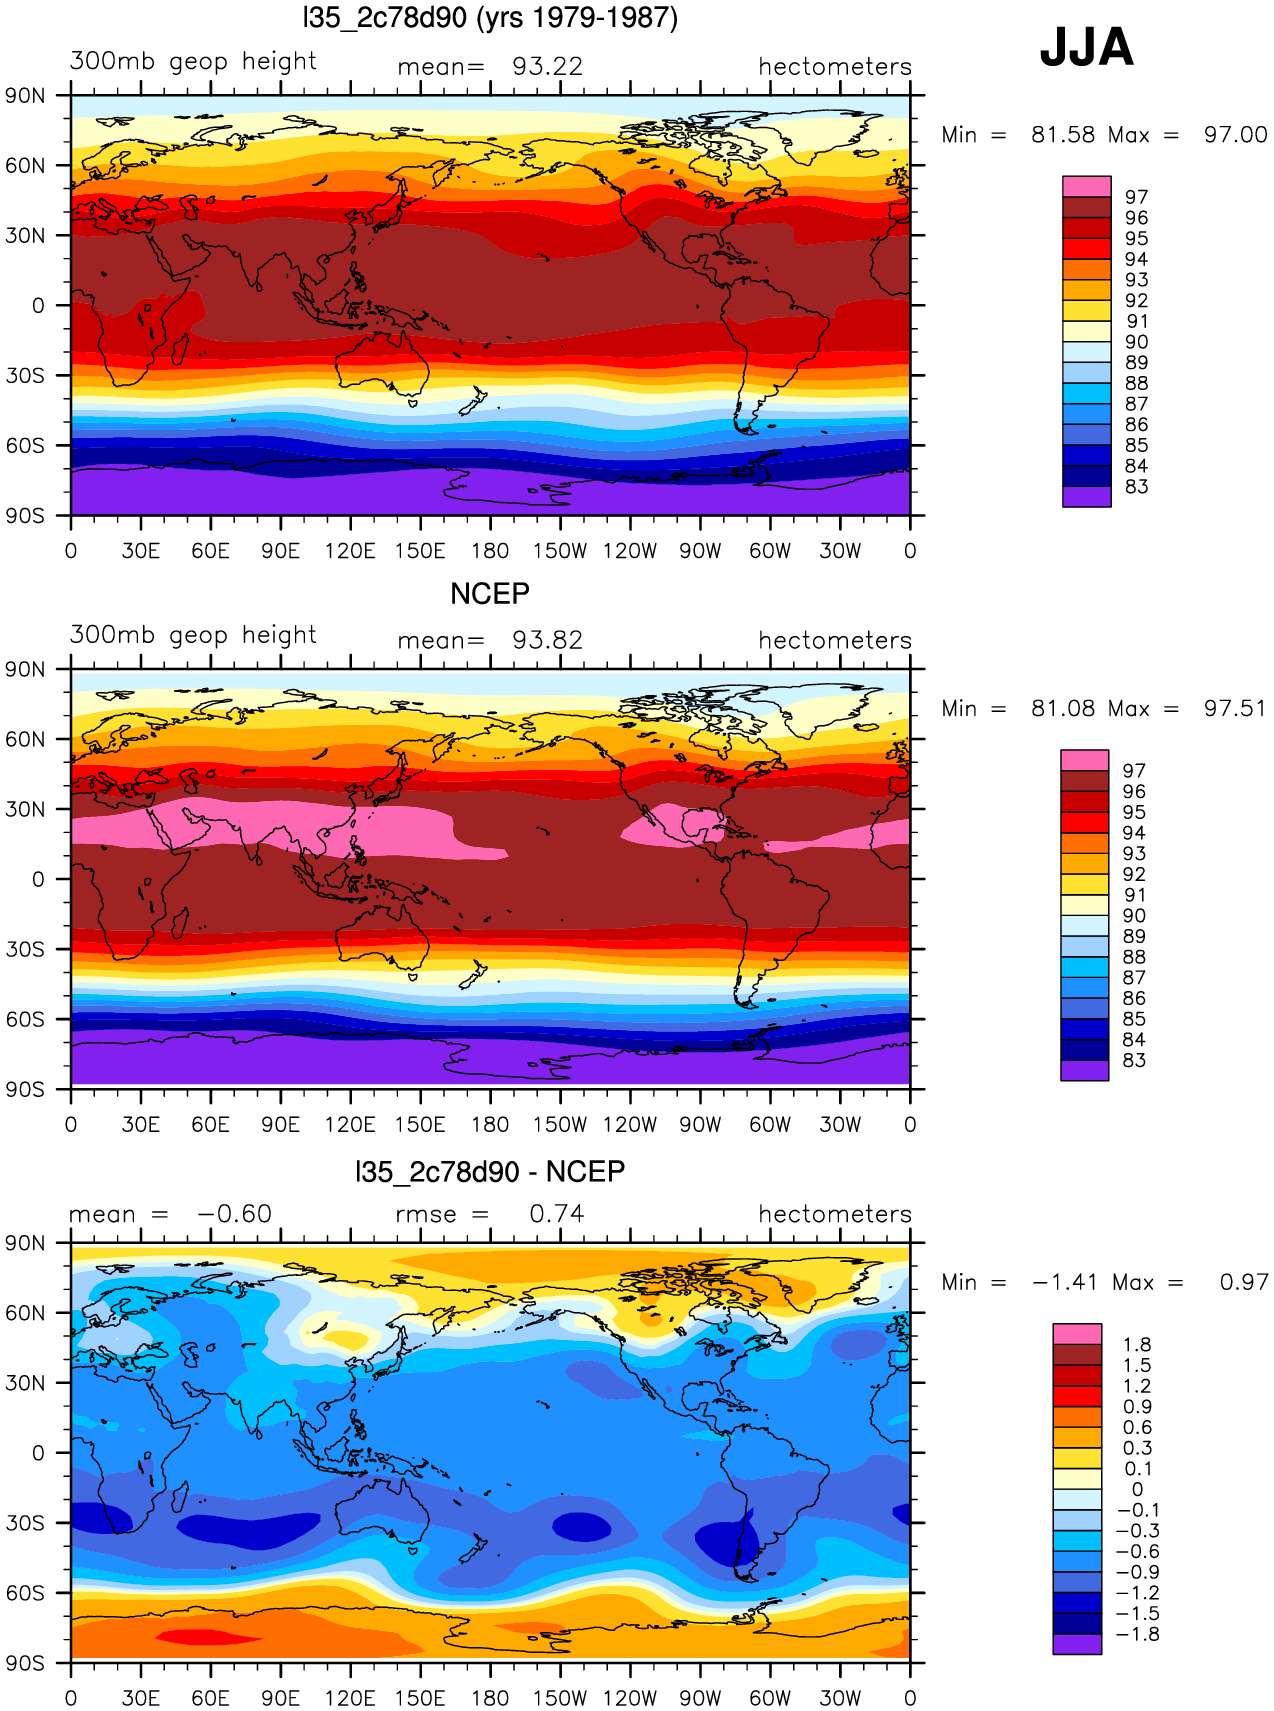 l35_2c78d90 (yrs 1979-1987)
JJA
300mb geop height mean= 93.22 hectometers
Min = 81.58 Max = 97.00
90N
60N
30N
0
30S
60S
90S
0 30E 60E 90E 120E 150E 180 150W 120W 90W 60W 30W 0
97
96
95
94
93
92
91
90
89
88
87
86
85
84
83
NCEP
300mb geop height mean= 93.82 hectometers
Min = 81.08 Max = 97.51
90N
60N
30N
0
30S
60S
90S
0 30E 60E 90E 120E 150E 180 150W 120W 90W 60W 30W 0
97
96
95
94
93
92
91
90
89
88
87
86
85
84
83
l35_2c78d90 - NCEP
mean = −0.60 rmse = 0.74 hectometers
Min = −1.41 Max = 0.97
90N
60N
30N
0
30S
60S
90S
0 30E 60E 90E 120E 150E 180 150W 120W 90W 60W 30W 0
1.8
1.5
1.2
0.9
0.6
0.3
0.1
0
−0.1
−0.3
−0.6
−0.9
−1.2
−1.5
−1.8